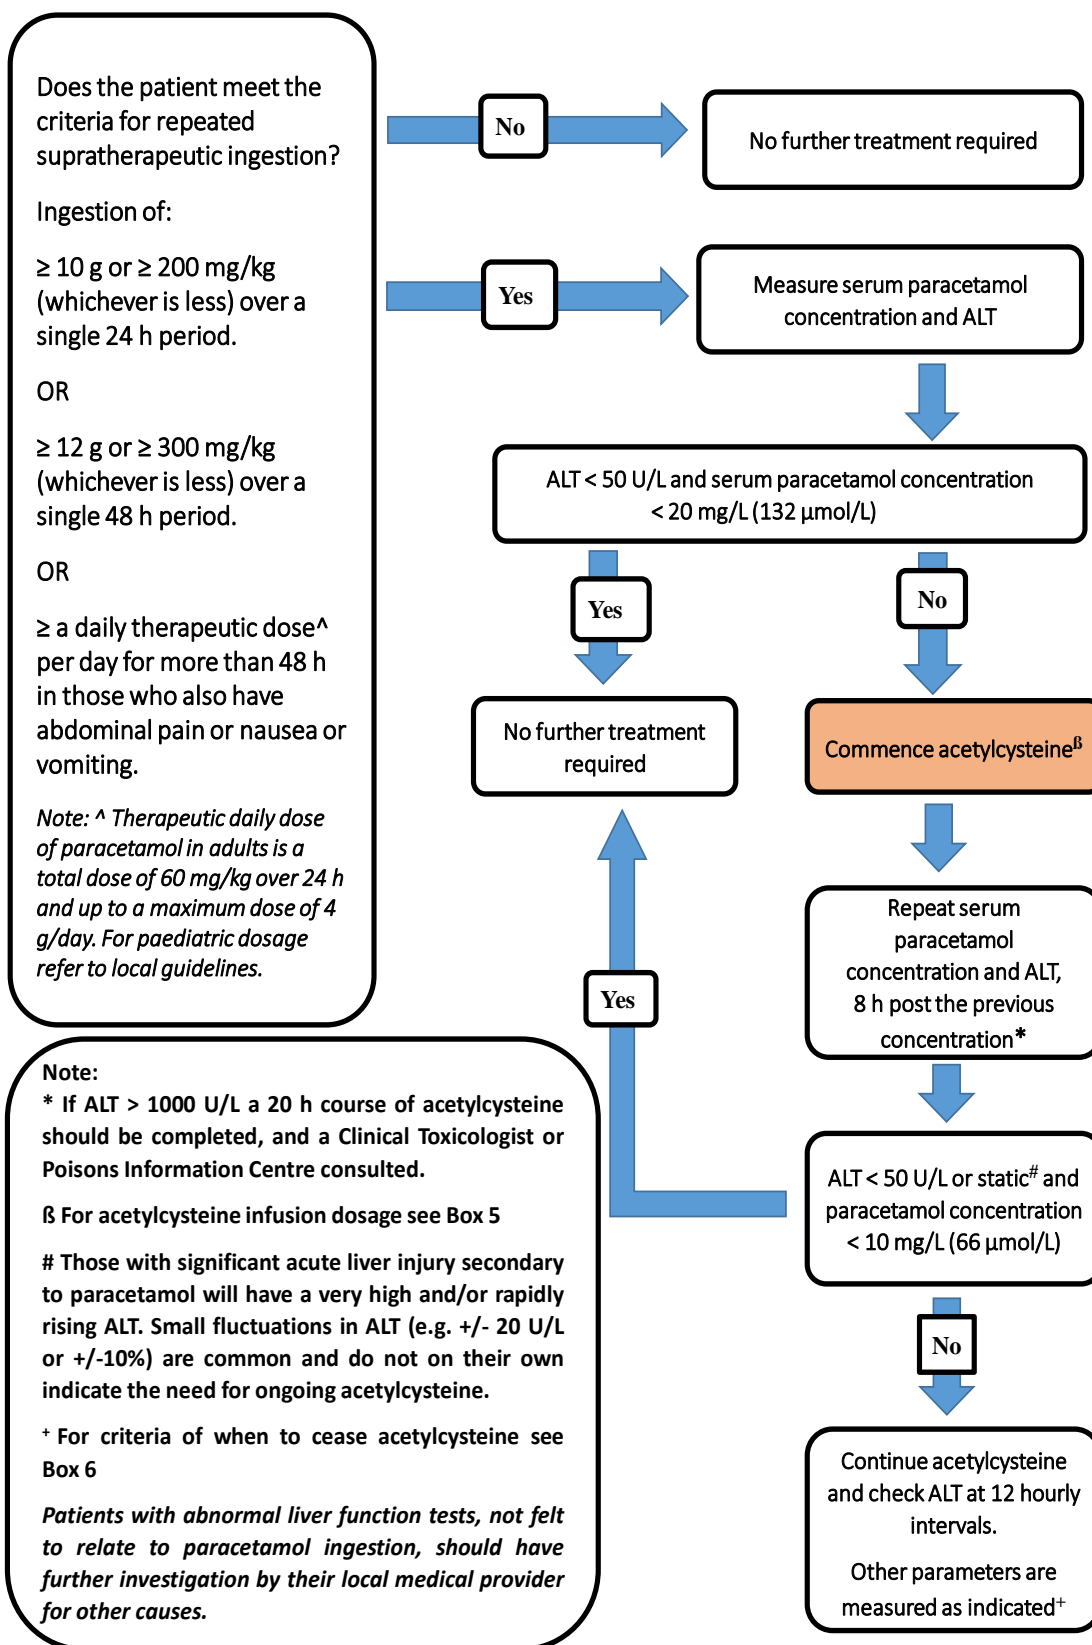 Does the patient meet the
criteria for repeated
supratherapeutic ingestion?
Ingestion of:
≥ 10 g or ≥ 200 mg/kg
(whichever is less) over a
single 24 h period.
OR
≥ 12 g or ≥ 300 mg/kg
(whichever is less) over a
single 48 h period.
OR
≥ a daily therapeutic dose^
per day for more than 48 h
in those who also have
abdominal pain or nausea or
vomiting.
Note: ^ Therapeutic daily dose
of paracetamol in adults is a
total dose of 60 mg/kg over 24 h
and up to a maximum dose of 4
g/day. For paediatric dosage
refer to local guidelines.
No
No further treatment required
Yes
Measure serum paracetamol
concentration and ALT
ALT < 50 U/L and serum paracetamol concentration
< 20 mg/L (132 µmol/L)
Yes
No
No further treatment
required
Commence acetylcysteineß
Repeat serum
paracetamol
concentration and ALT,
8 h post the previous
concentration*
Yes
ALT < 50 U/L or static# and
paracetamol concentration
< 10 mg/L (66 µmol/L)
No
Continue acetylcysteine
and check ALT at 12 hourly
intervals.
Other parameters are
measured as indicated+
Note:
* If ALT > 1000 U/L a 20 h course of acetylcysteine
should be completed, and a Clinical Toxicologist or
Poisons Information Centre consulted.
ß For acetylcysteine infusion dosage see Box 5
# Those with significant acute liver injury secondary
to paracetamol will have a very high and/or rapidly
rising ALT. Small fluctuations in ALT (e.g. +/- 20 U/L
or +/-10%) are common and do not on their own
indicate the need for ongoing acetylcysteine.
+ For criteria of when to cease acetylcysteine see
Box 6
Patients with abnormal liver function tests, not felt
to relate to paracetamol ingestion, should have
further investigation by their local medical provider
for other causes.